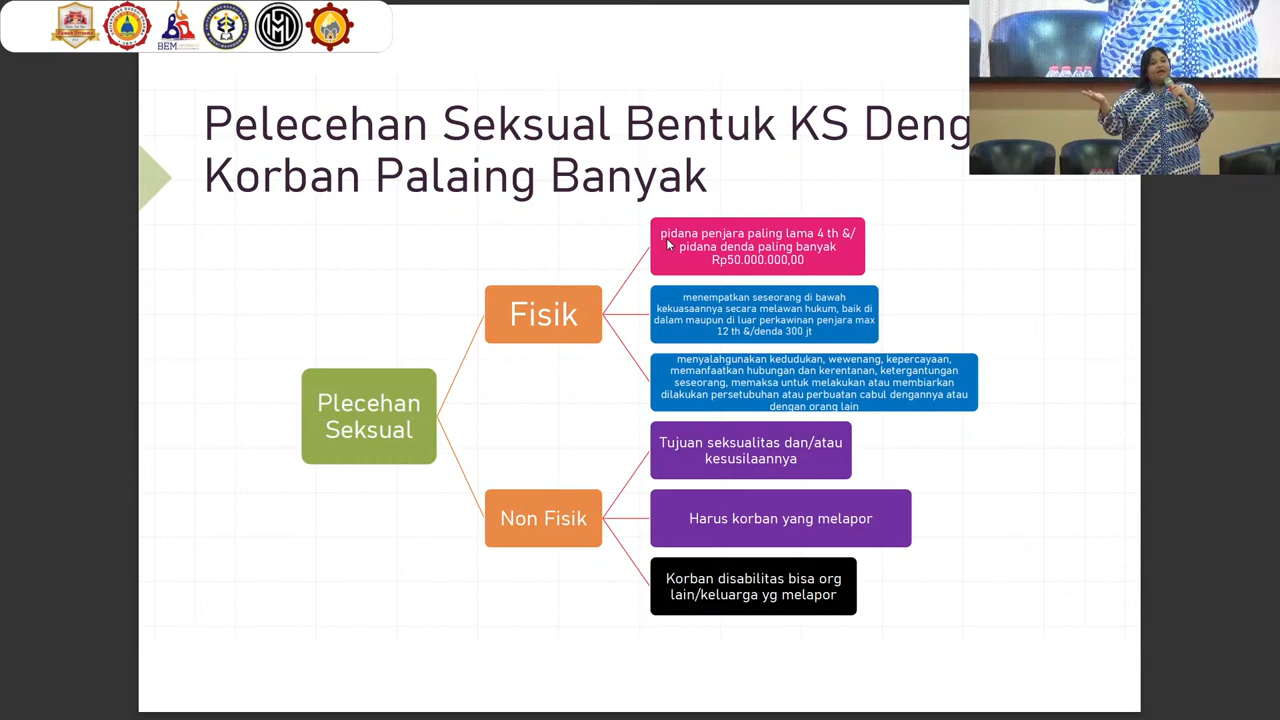 BEM
Pelecehan Seksual Bentuk KS Deng
Korban Palaing Banyak
Plecehan
Seksual
Fisik
pidana penjara paling lama 4 th &/
pidana denda paling banyak
Rp50.000.000,00
menempatkan seseorang di bawah
kekuasaannya secara melawan hukum, baik di
dalam maupun di luar perkawinan penjara max
12 th &/denda 300 jt
menyalahgunakan kedudukan, wewenang, kepercayaan,
memanfaatkan hubungan dan kerentanan, ketergantungan
seseorang, memaksa untuk melakukan atau membiarkan
dilakukan persetubuhan atau perbuatan cabul dengannya atau
dengan orang lain
Non Fisik
Tujuan seksualitas dan/atau
kesusilaannya
Harus korban yang melapor
Korban disabilitas bisa org
lain/keluarga yg melapor